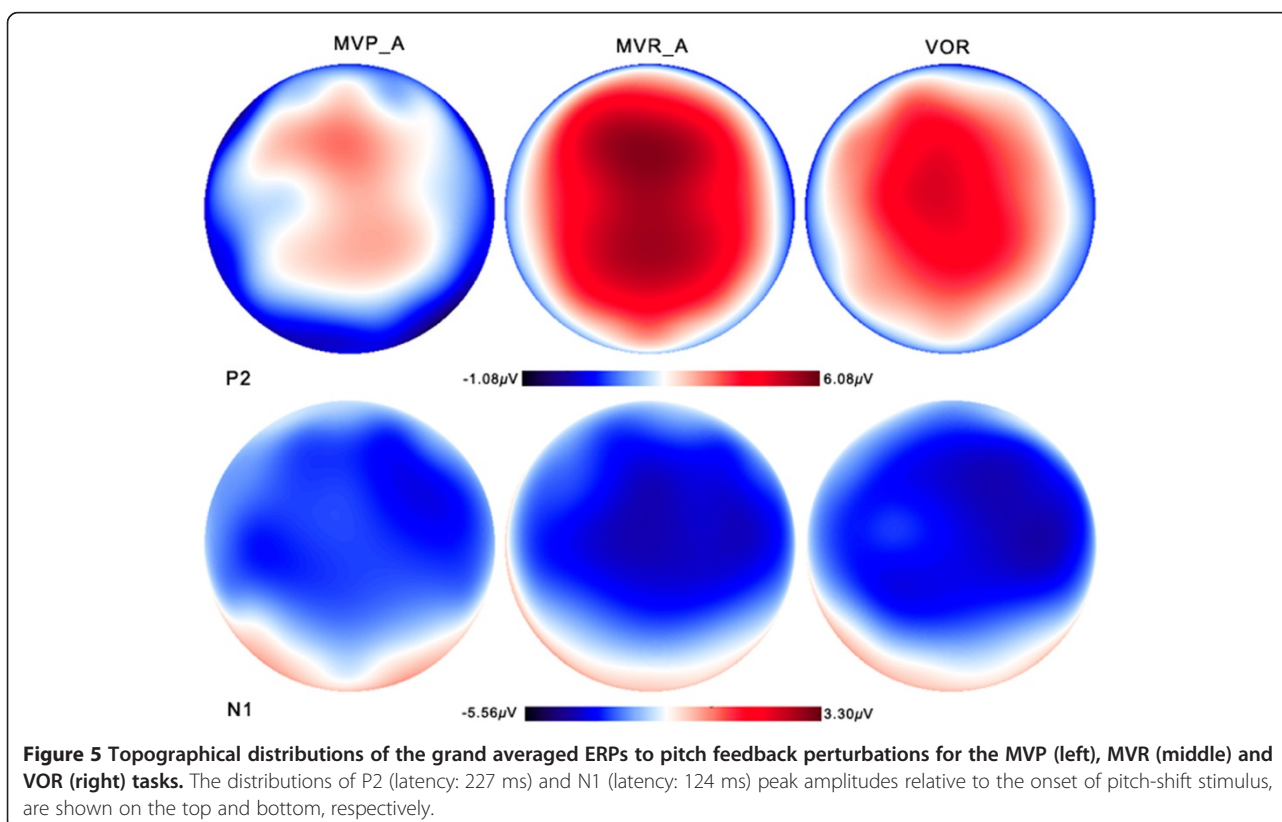 MVP_A MVR_A VOR
P2 -1.08µV 6.08µV
N1 -5.56µV 3.30µV
Figure 5 Topographical distributions of the grand averaged ERPs to pitch feedback perturbations for the MVP (left), MVR (middle) and
VOR (right) tasks. The distributions of P2 (latency: 227 ms) and N1 (latency: 124 ms) peak amplitudes relative to the onset of pitch-shift stimulus,
are shown on the top and bottom, respectively.